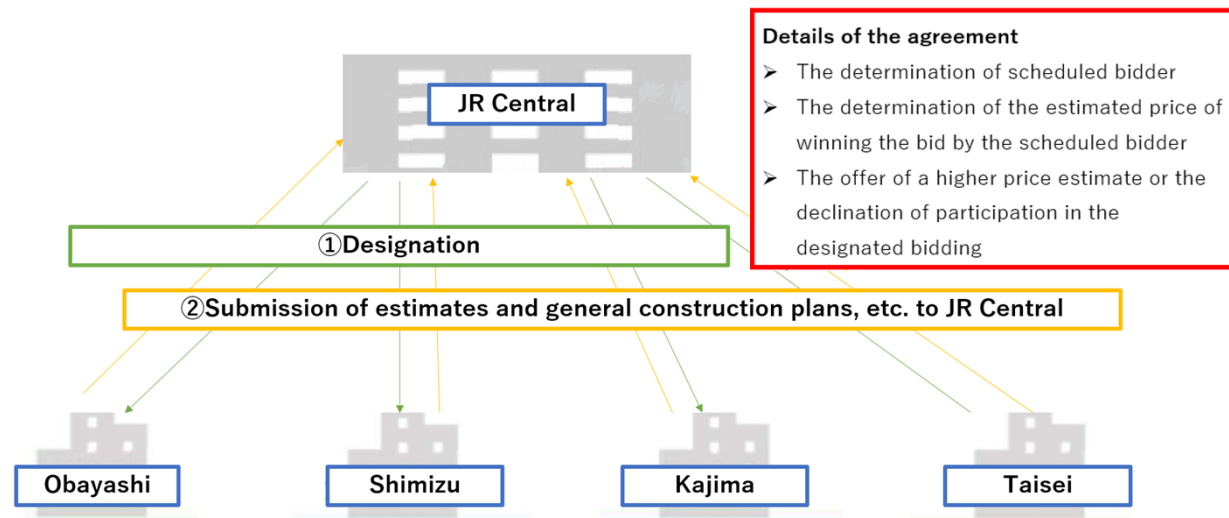 Details of the agreement
➢ The determination of scheduled bidder
➢ The determination of the estimated price of
winning the bid by the scheduled bidder
➢ The offer of a higher price estimate or the
declination of participation in the
designated bidding
JR Central
①Designation
②Submission of estimates and general construction plans, etc. to JR Central
Obayashi
Shimizu
Kajima
Taisei